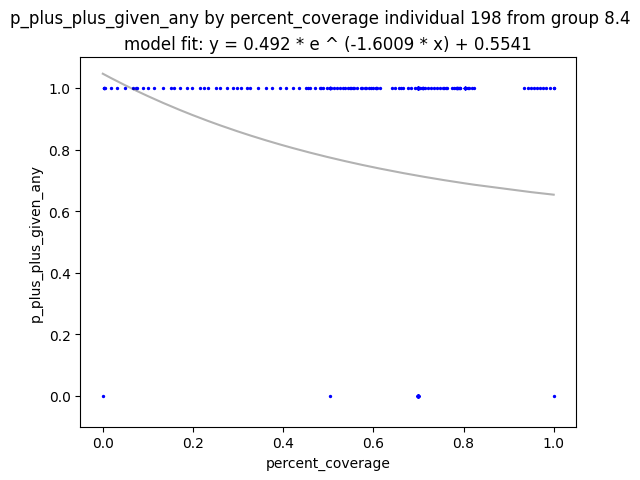 p_plus_plus_given_any by percent_coverage individual 198 from group 8.4
model fit: y = 0.492 * e ^ (-1.6009 * x) + 0.5541
1.0
0.8
0.6
0.4
0.2
0.0
p_plus_plus_given_any
0.0 0.2 0.4 0.6 0.8 1.0
percent_coverage